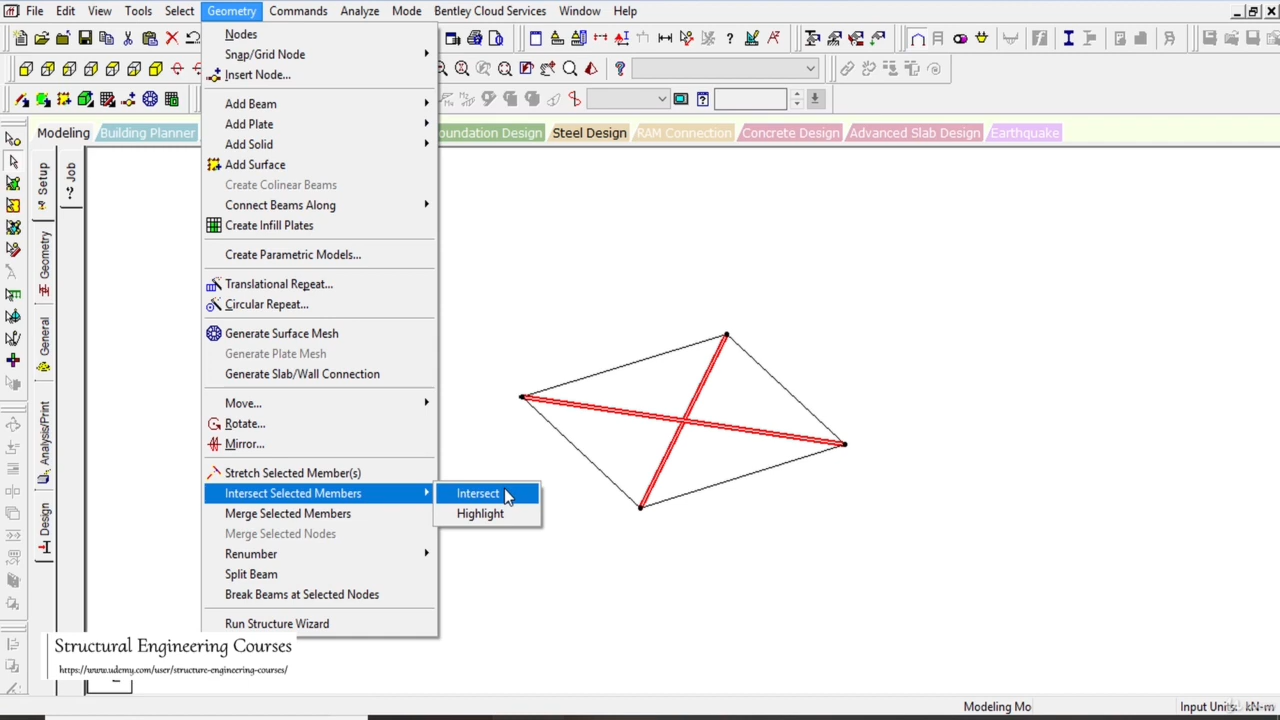 File Edit View Tools Select Geometry Commands Analyze Mode Bentley Cloud Services Window Help
Nodes
Snap/Grid Node
Insert Node...
Add Beam
Add Plate
Add Solid
Add Surface
Create Colinear Beams
Connect Beams Along
Create Infill Plates
Create Parametric Models...
Translational Repeat...
Circular Repeat...
Generate Surface Mesh
Generate Plate Mesh
Generate Slab/Wall Connection
Move...
Rotate...
Mirror...
Stretch Selected Member(s)
Intersect Selected Members
Merge Selected Members
Merge Selected Nodes
Renumber
Split Beam
Break Beams at Selected Nodes
Run Structure Wizard
Intersect
Highlight
Modeling Building Planner oundation Design Steel Design RAM Connection Concrete Design Advanced Slab Design Earthquake
Setup
Geometry
General
Analysis/Print
Design
Job
Structural Engineering Courses
https://www.udemy.com/user/structure-engineering-courses/
Modeling Mo Input Units: kN-m